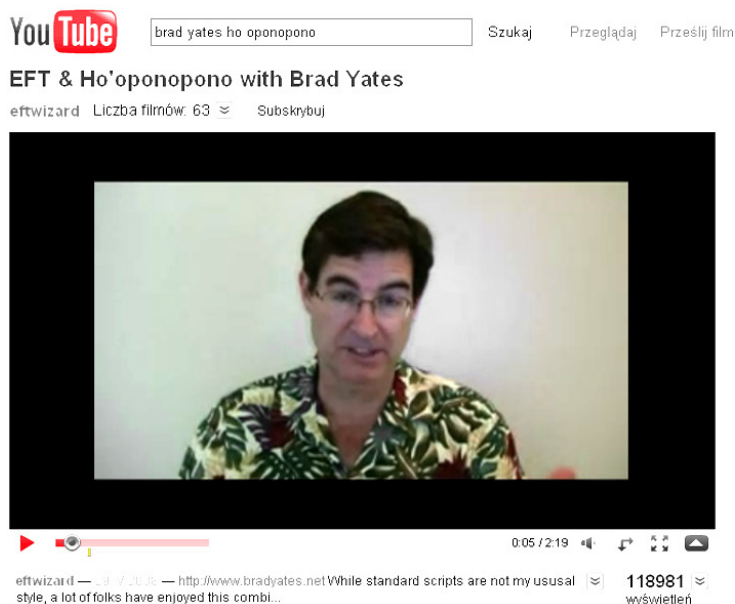 You Tube
brad yates ho oponopono
Szukaj
Przeglądaj
Prześlij film
EFT & Ho'oponopono with Brad Yates
eftwizard Liczba filmów: 63 Subskrybuj
0:05 / 2:19
eftwizard — — http://www.bradyates.net While standard scripts are not my ususal
style, a lot of folks have enjoyed this combi...
118981
wyświetleń